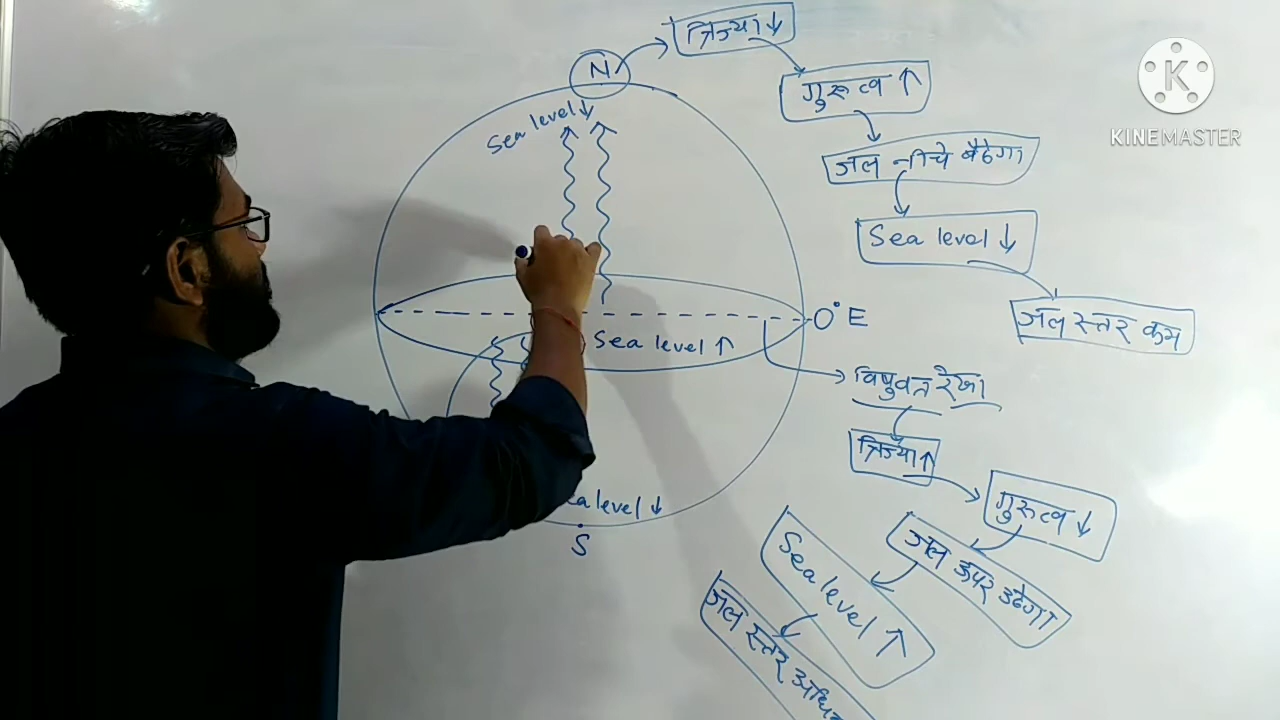 त्रिज्या ↓
N
गुरुत्व ↑
KINEMASTER
Sea level ↓
जल नीचे बैठेगा
Sea level ↓
0° E
जल स्तर कम
Sea level ↑
विषुवत रेखा
त्रिज्या ↑
गुरुत्व ↓
level ↓
जल ऊपर उठेगा
S
Sea level ↑
जल स्तर